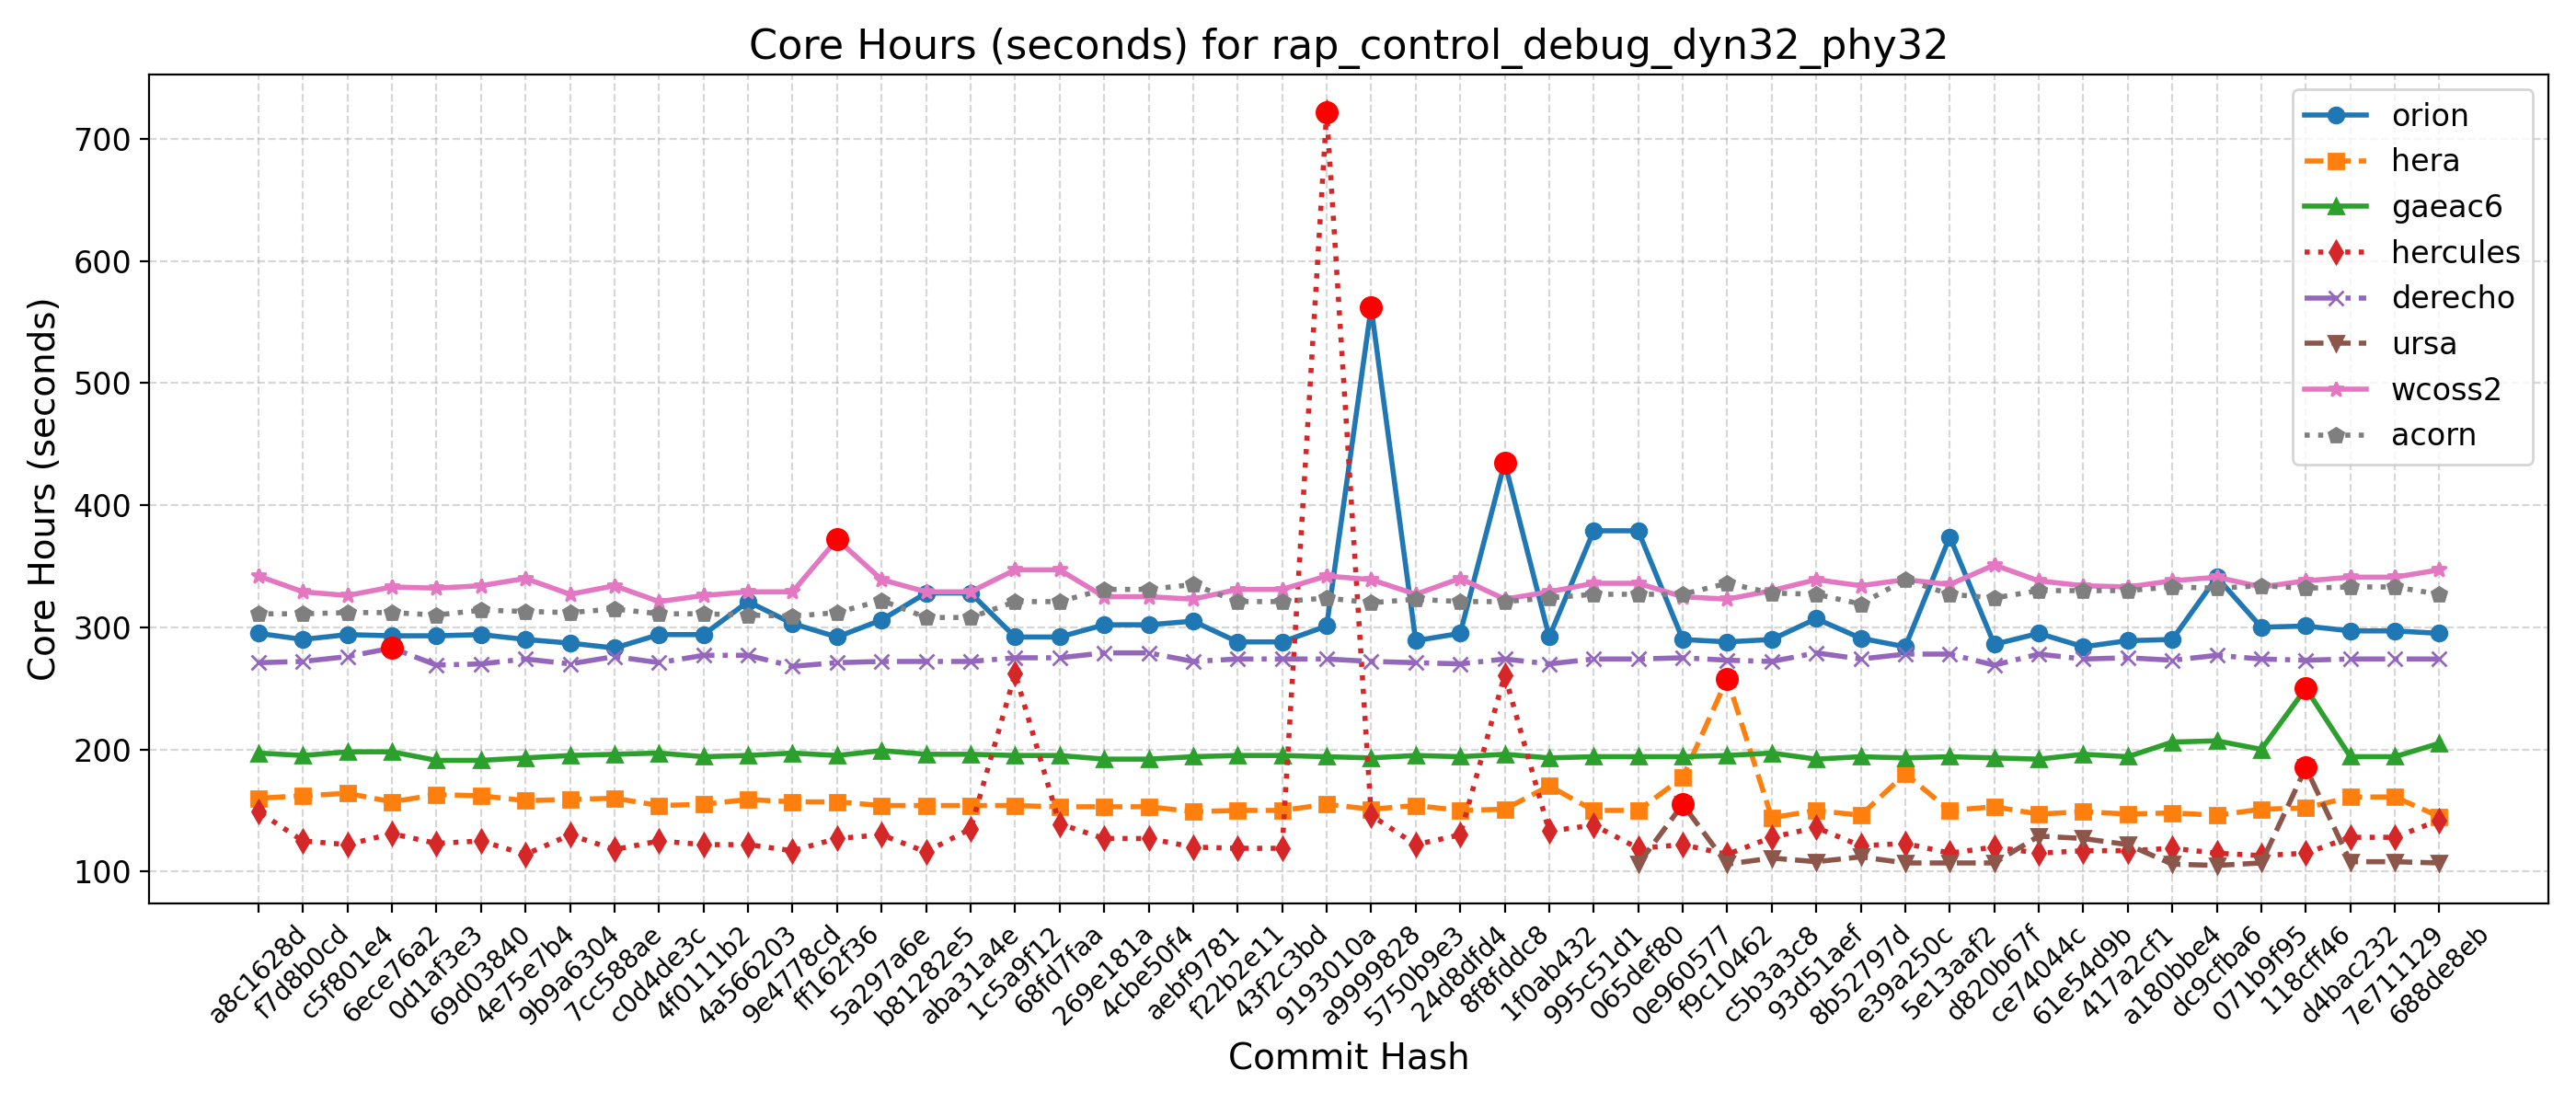 Core Hours (seconds) for rap_control_debug_dyn32_phy32
Core Hours (seconds)
700
600
500
400
300
200
100
orion
hera
gaeac6
hercules
derecho
ursa
wcoss2
acorn
a8c1628d
f7d8b0cd
c5f801e4
6ece76a2
0d1af3e3
69d03840
4e75e7b4
9b9a6304
7cc588ae
c0d4de3c
4f0111b2
4a566203
9e4778cd
ff162f36
5a297a6e
b81282e5
aba31a4e
1c5a9f12
68fd7faa
269e181a
4cbe50f4
aebf9781
f22b2e11
43f2c3bd
9193010a
a9999828
5750b9e3
24d8dfd4
8f8fddc8
1f0ab432
995c51d1
065def80
0e960577
f9c10462
c5b3a3c8
93d51aef
8b52797d
e39a250c
5e13aaf2
d820b67f
ce74044c
61e54d9b
417a2cf1
a180bbe4
dc9cfba6
071b9f95
118cff46
d4bac232
7e711129
688de8eb
Commit Hash